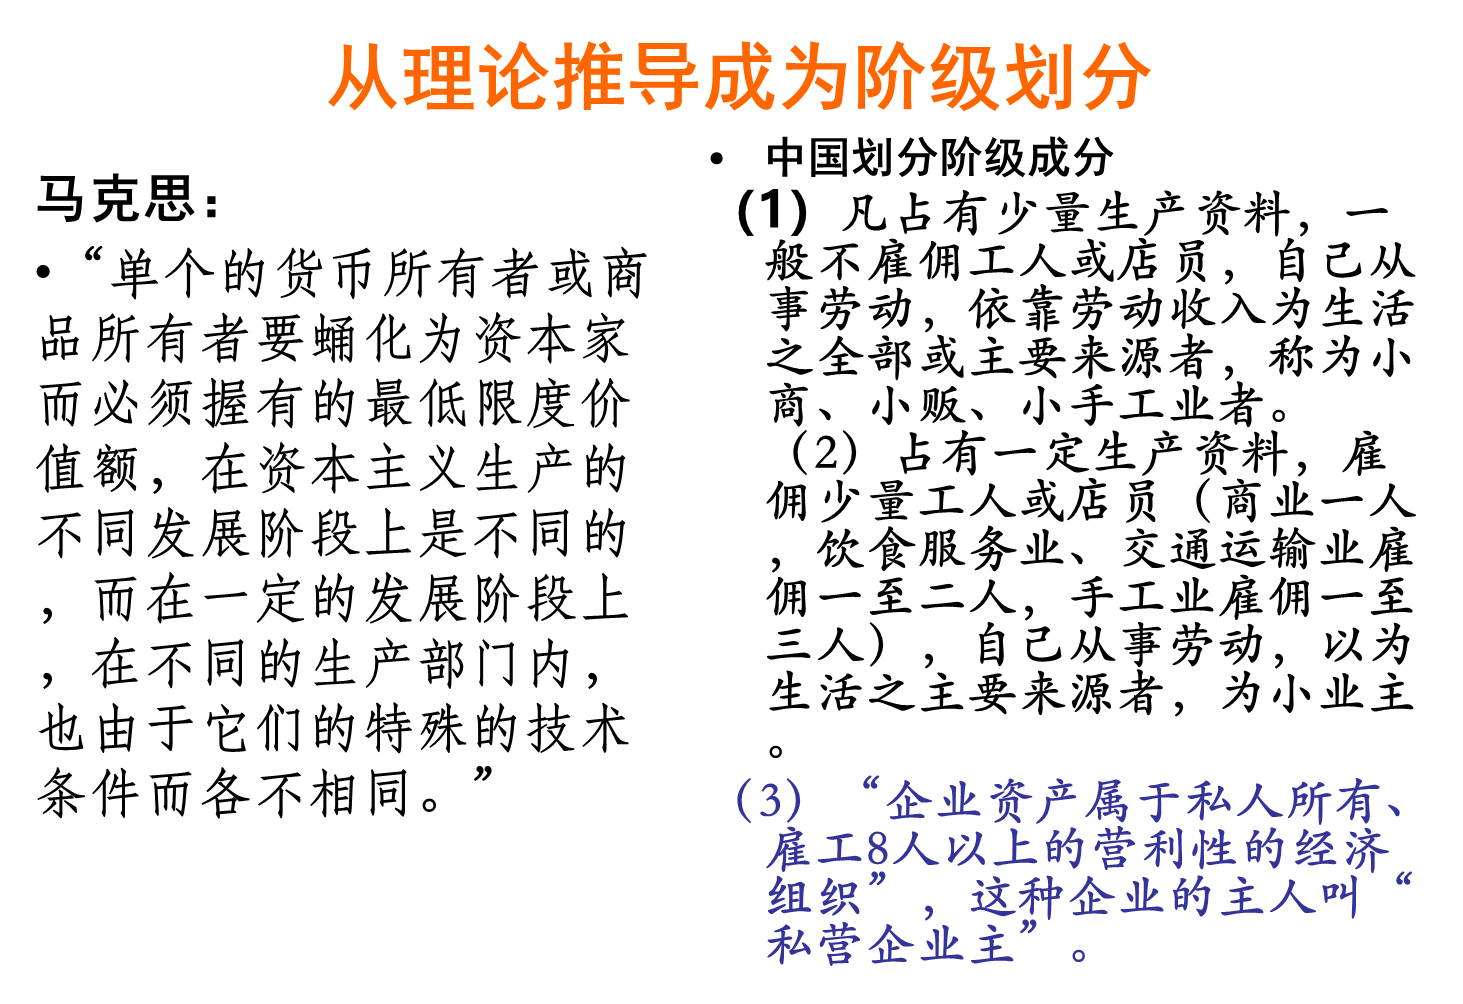 从理论推导成为阶级划分
马克思：
•“单个的货币所有者或商
品所有者要蛹化为资本家
而必须握有的最低限度价
值额，在资本主义生产的
不同发展阶段上是不同的
，而在一定的发展阶段上
，在不同的生产部门内，
也由于它们的特殊的技术
条件而各不相同。”
• 中国划分阶级成分
(1) 凡占有少量生产资料，一
般不雇佣工人或店员，自己从
事劳动，依靠劳动收入为生活
之全部或主要来源者，称为小
商、小贩、小手工业者。
（2）占有一定生产资料，雇
佣少量工人或店员（商业一人
，饮食服务业、交通运输业雇
佣一至二人，手工业雇佣一至
三人），自己从事劳动，以为
生活之主要来源者，为小业主
。
（3） “企业资产属于私人所有、
雇工8人以上的营利性的经济
组织”，这种企业的主人叫“
私营企业主”。